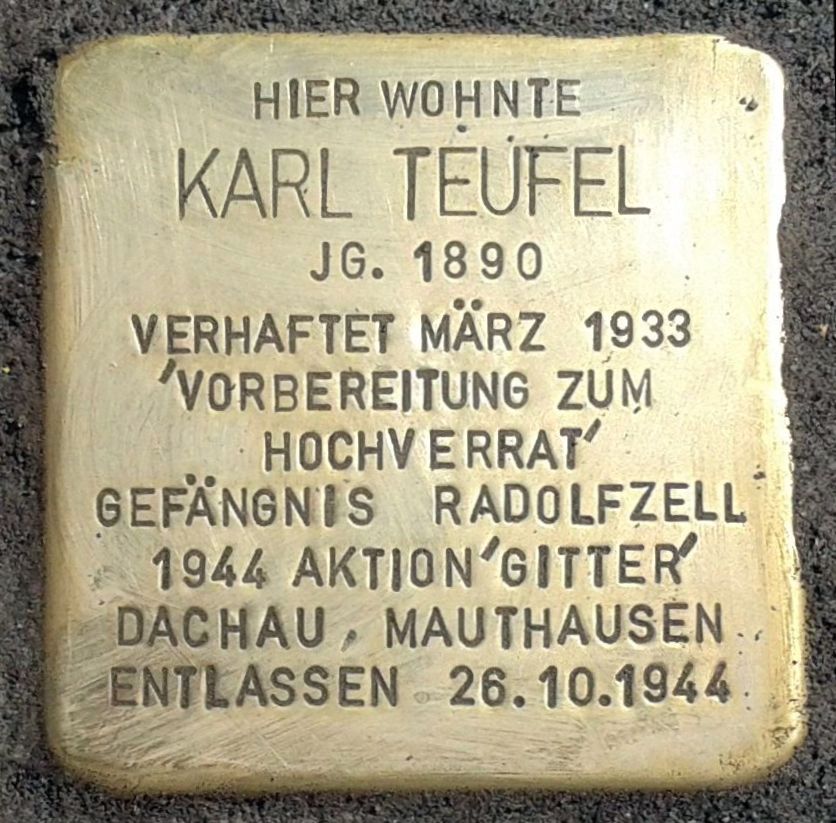 HIER WOHNTE
KARL TEUFEL
JG. 1890
VERHAFTET MÄRZ 1933
'VORBEREITUNG ZUM
HOCHVERRAT'
GEFÄNGNIS RADOLFZELL
1944 AKTION 'GITTER'
DACHAU, MAUTHAUSEN
ENTLASSEN 26.10.1944